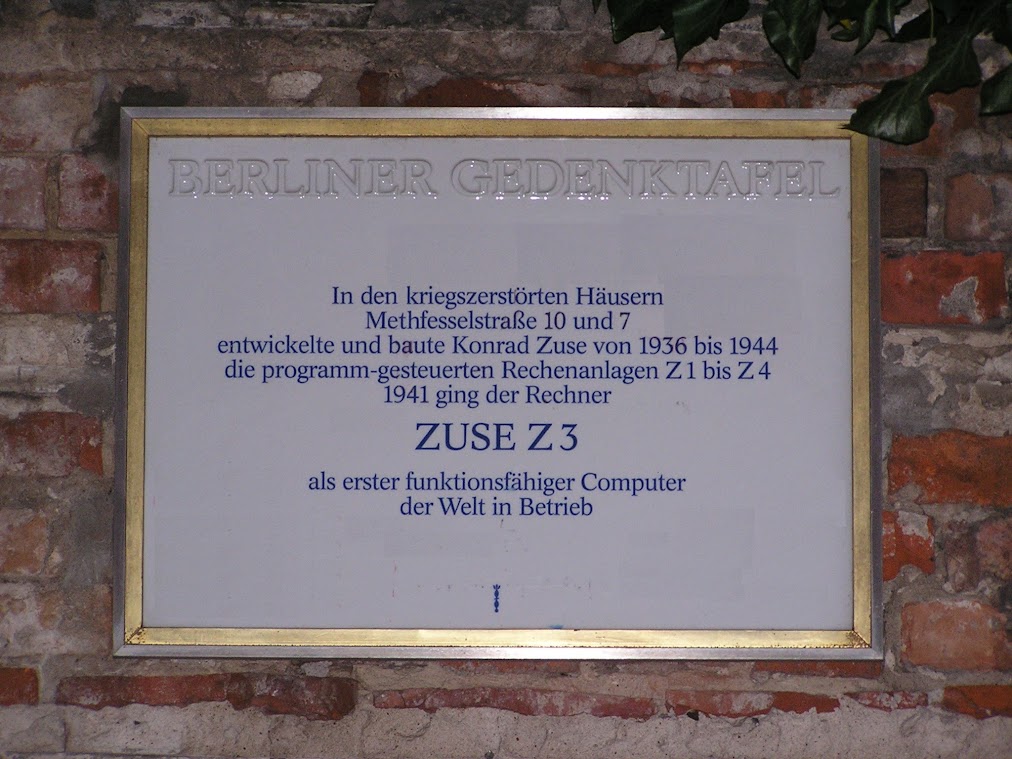 BERLINER GEDENKTAFEL
In den kriegszerstörten Häusern
Methfesselstraße 10 und 7
entwickelte und baute Konrad Zuse von 1936 bis 1944
die programm-gesteuerten Rechenanlagen Z 1 bis Z 4
1941 ging der Rechner
ZUSE Z 3
als erster funktionsfähiger Computer
der Welt in Betrieb